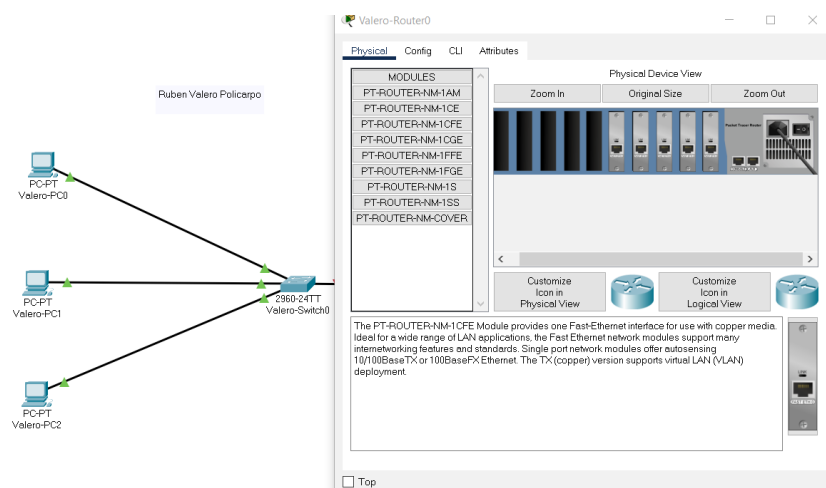 Valero-Router0
Physical Config CLI Attributes
MODULES
PT-ROUTER-NM-1AM
PT-ROUTER-NM-1CE
PT-ROUTER-NM-1CFE
PT-ROUTER-NM-1CGE
PT-ROUTER-NM-1FFE
PT-ROUTER-NM-1FGE
PT-ROUTER-NM-1S
PT-ROUTER-NM-1SS
PT-ROUTER-NM-COVER
Physical Device View
Zoom In Original Size Zoom Out
Customize
Icon in
Physical View
Customize
Icon in
Logical View
The PT-ROUTER-NM-1CFE Module provides one Fast-Ethernet interface for use with copper media.
Ideal for a wide range of LAN applications, the Fast Ethernet network modules support many
internetworking features and standards. Single port network modules offer autosensing
10/100BaseTX or 100BaseFX Ethernet. The TX (copper) version supports virtual LAN (VLAN)
deployment.
Top
Ruben Valero Policarpo
PC-PT
Valero-PC0
PC-PT
Valero-PC1
2960-24TT
Valero-Switch0
PC-PT
Valero-PC2